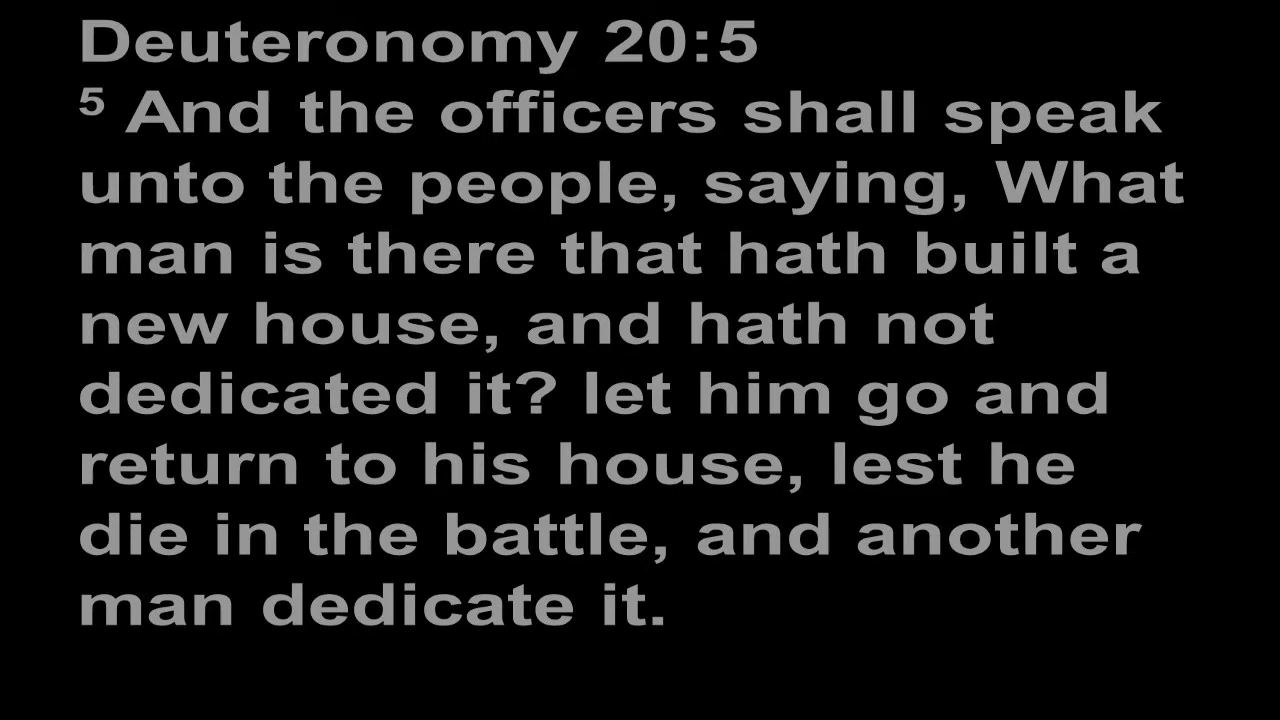 Deuteronomy 20:5
5 And the officers shall speak
unto the people, saying, What
man is there that hath built a
new house, and hath not
dedicated it? let him go and
return to his house, lest he
die in the battle, and another
man dedicate it.